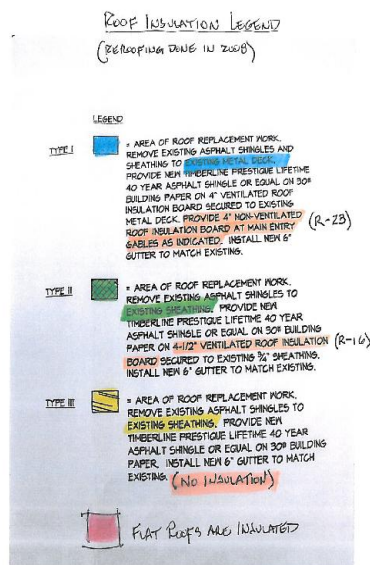 ROOF INSULATION LEGEND
(REROOFING DONE IN 2008)
LEGEND
TYPE I
= AREA OF ROOF REPLACEMENT WORK.
REMOVE EXISTING ASPHALT SHINGLES AND
SHEATHING TO EXISTING METAL DECK.
PROVIDE NEW TIMBERLINE PRESTIQUE LIFETIME
40 YEAR ASPHALT SHINGLE OR EQUAL ON 30#
BUILDING PAPER ON 4" VENTILATED ROOF
INSULATION BOARD SECURED TO EXISTING
METAL DECK. PROVIDE 4" NON-VENTILATED
ROOF INSULATION BOARD AT MAIN ENTRY (R-23)
GABLES AS INDICATED. INSTALL NEW 6"
GUTTER TO MATCH EXISTING.
TYPE II
= AREA OF ROOF REPLACEMENT WORK.
REMOVE EXISTING ASPHALT SHINGLES TO
EXISTING SHEATHING. PROVIDE NEW
TIMBERLINE PRESTIQUE LIFETIME 40 YEAR
ASPHALT SHINGLE OR EQUAL ON 30# BUILDING
PAPER ON 4-1/2" VENTILATED ROOF INSULATION (R-16)
BOARD SECURED TO EXISTING 3/4" SHEATHING.
INSTALL NEW 6" GUTTER TO MATCH EXISTING.
TYPE III
= AREA OF ROOF REPLACEMENT WORK.
REMOVE EXISTING ASPHALT SHINGLES TO
EXISTING SHEATHING. PROVIDE NEW
TIMBERLINE PRESTIQUE LIFETIME 40 YEAR
ASPHALT SHINGLE OR EQUAL ON 30# BUILDING
PAPER. INSTALL NEW 6" GUTTER TO MATCH
EXISTING. (NO INSULATION)
FLAT ROOFS ARE INSULATED